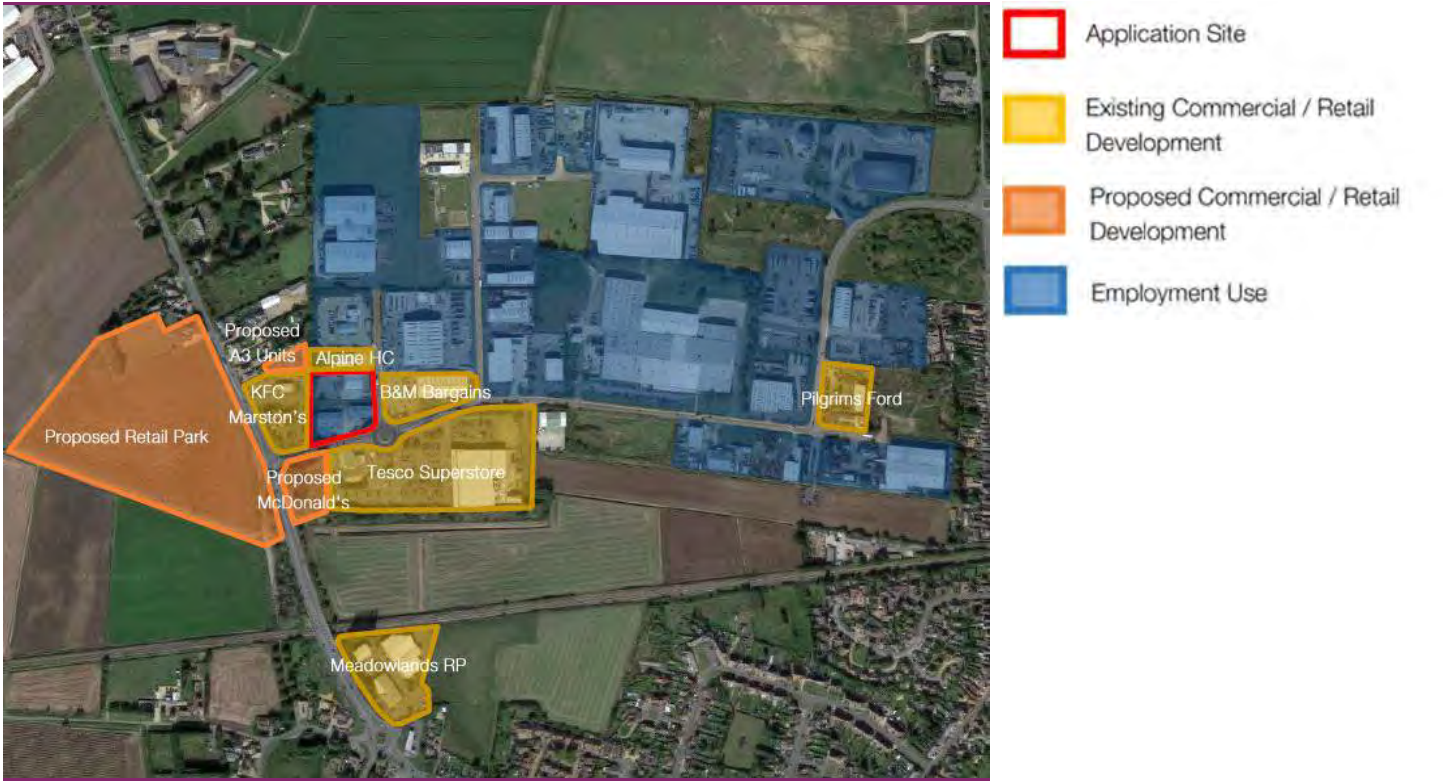 Proposed
A3 Units
Alpine HC
KFC
Marston's
B&M Bargains
Pilgrims Ford
Proposed Retail Park
Tesco Superstore
Proposed
McDonald's
Meadowlands RP
Application Site
Existing Commercial / Retail
Development
Proposed Commercial / Retail
Development
Employment Use